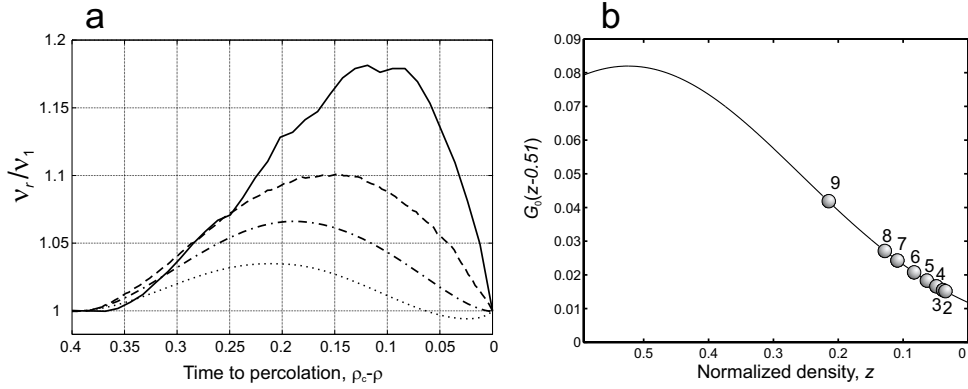 a
1.2
1.15
1.10
1.05
1
ν_r/ν_1
0.4 0.35 0.3 0.25 0.2 0.15 0.1 0.05 0
Time to percolation, ρ_c-ρ
b
0.09
0.08
0.07
0.06
0.05
0.04
0.03
0.02
0.01
0
G_0(z-0.51)
9
8 7
6
5
4
3 2
0.5 0.4 0.3 0.2 0.1 0
Normalized density, z